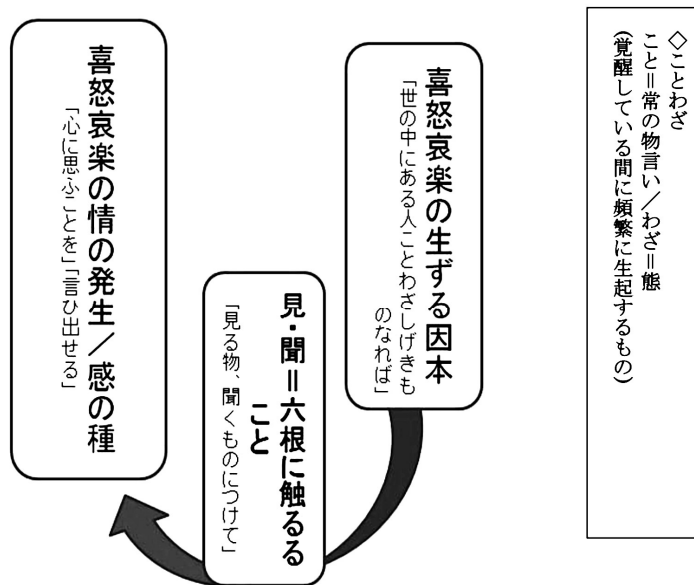 ◇ことわざ
こと＝常の物言い／わざ＝態
（覚醒している間に頻繁に生起するもの）
喜怒哀楽の生ずる因本
「世の中にある人ことわざしげきも
のなれば」
見・聞＝六根に触るる
こと
「見る物、聞くものにつけて」
喜怒哀楽の情の発生／感の種
「心に思ふことを」「言ひ出せる」